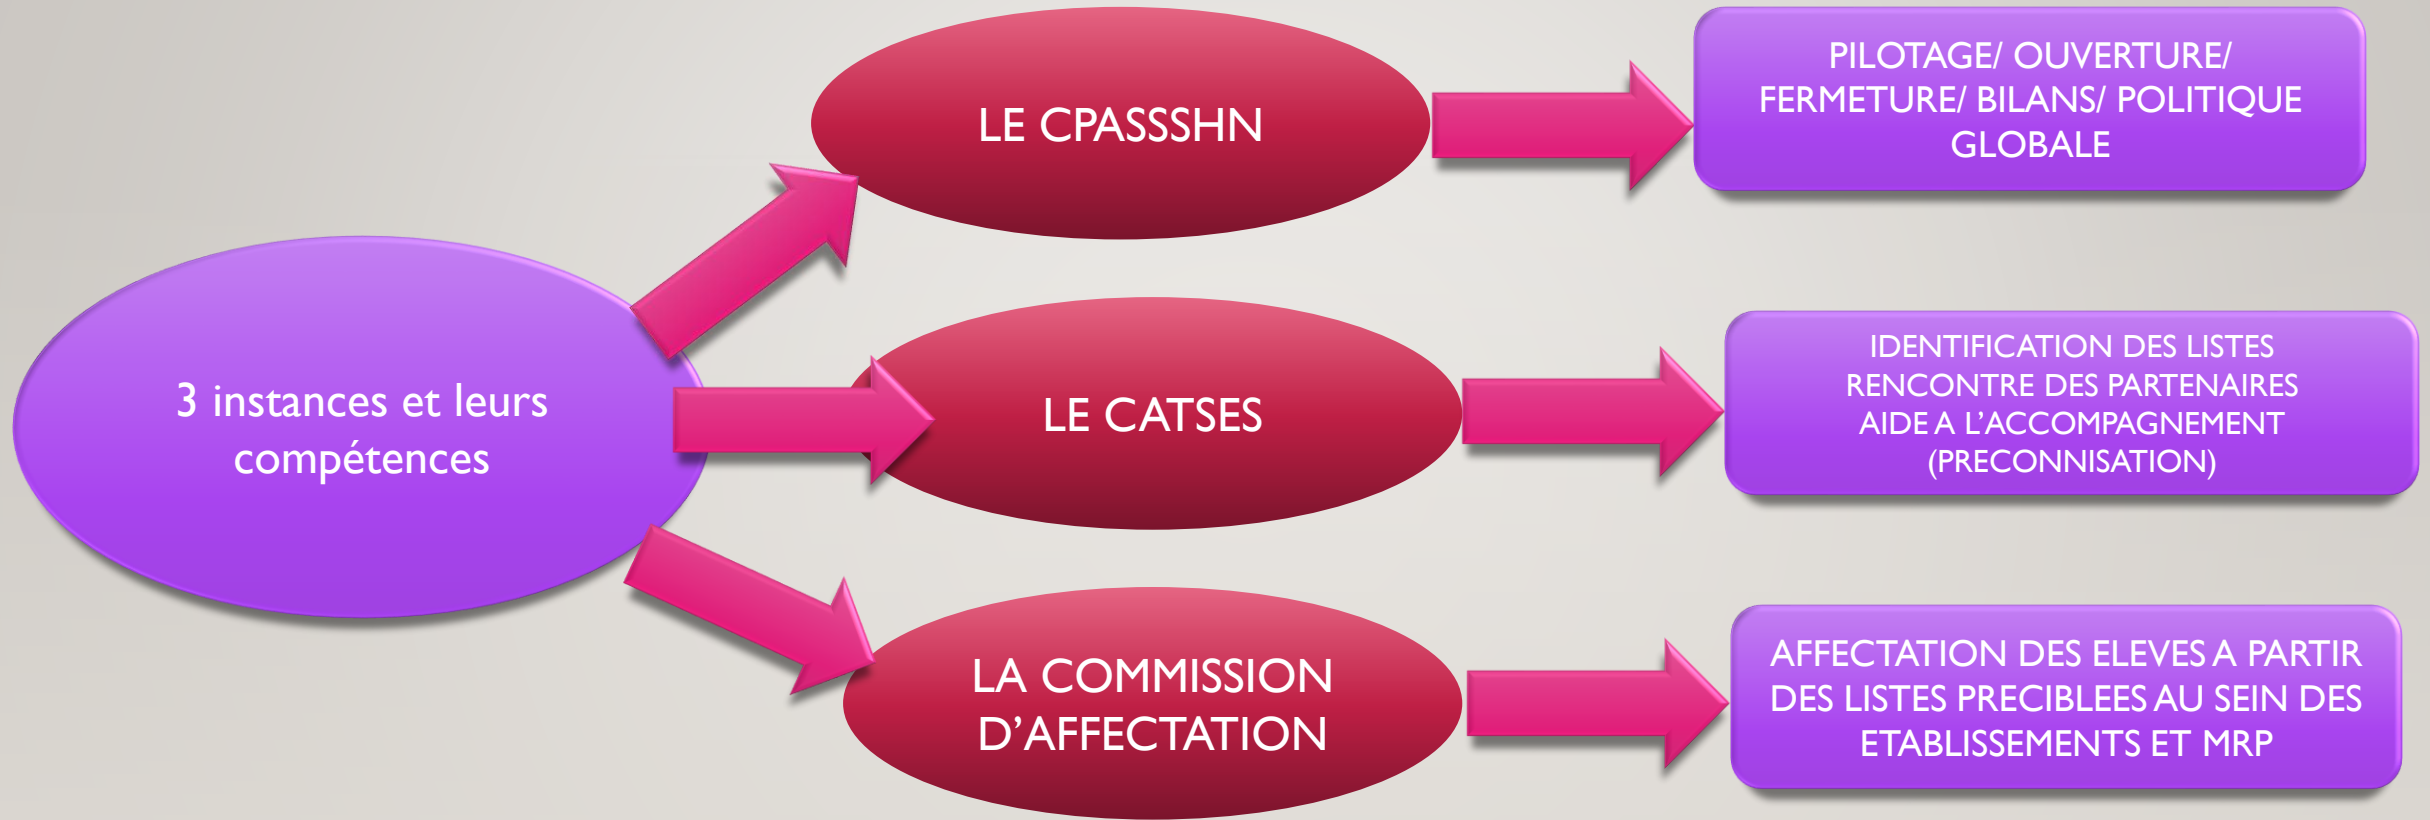 3 instances et leurs
compétences
LE CPASSSHN
PILOTAGE/ OUVERTURE/
FERMETURE/ BILANS/ POLITIQUE
GLOBALE
LE CATSES
IDENTIFICATION DES LISTES
RENCONTRE DES PARTENAIRES
AIDE A L’ACCOMPAGNEMENT
(PRECONNISATION)
LA COMMISSION
D’AFFECTATION
AFFECTATION DES ELEVES A PARTIR
DES LISTES PRECIBLEES AU SEIN DES
ETABLISSEMENTS ET MRP